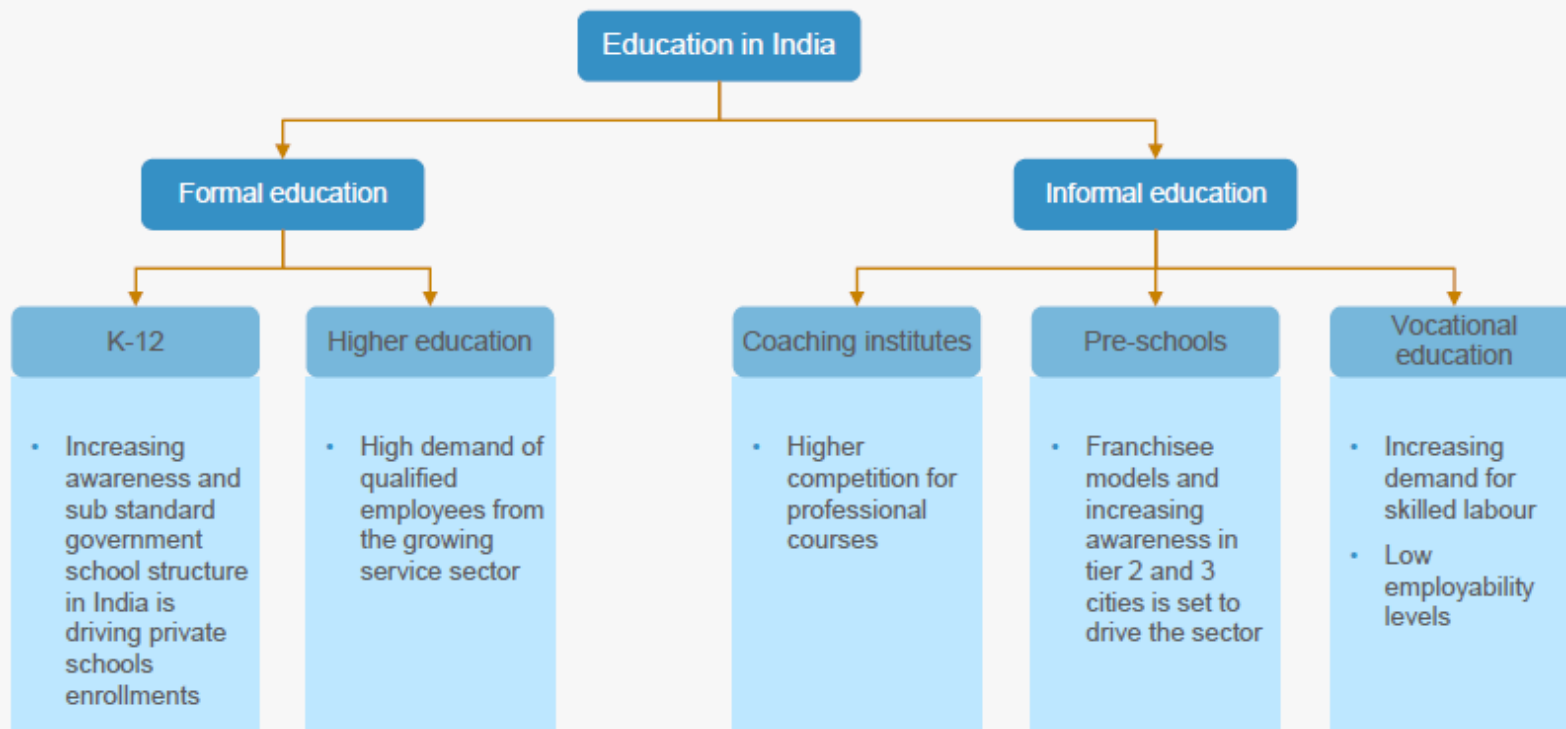 Education in India
Formal education
Informal education
K-12
Higher education
Coaching institutes
Pre-schools
Vocational
education
• Increasing
awareness and
sub standard
government
school structure
in India is
driving private
schools
enrollments
• High demand of
qualified
employees from
the growing
service sector
• Higher
competition for
professional
courses
• Franchisee
models and
increasing
awareness in
tier 2 and 3
cities is set to
drive the sector
• Increasing
demand for
skilled labour
• Low
employability
levels